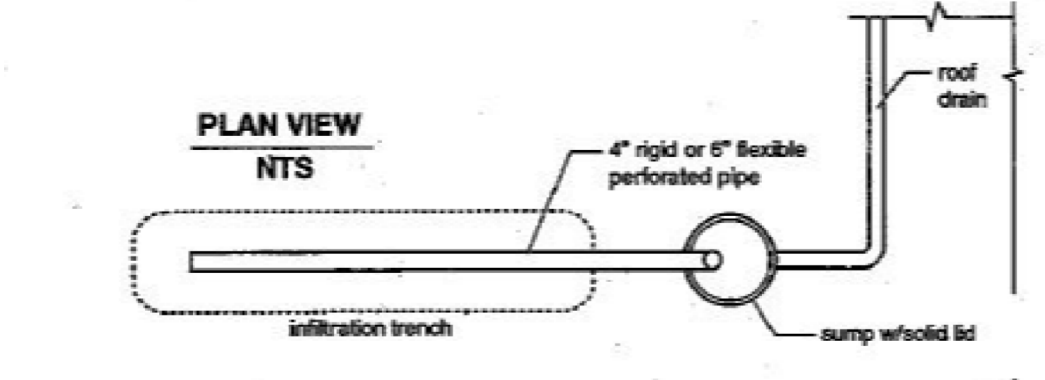 PLAN VIEW
NTS
roof
drain
4" rigid or 6" flexible
perforated pipe
infiltration trench
sump w/solid lid